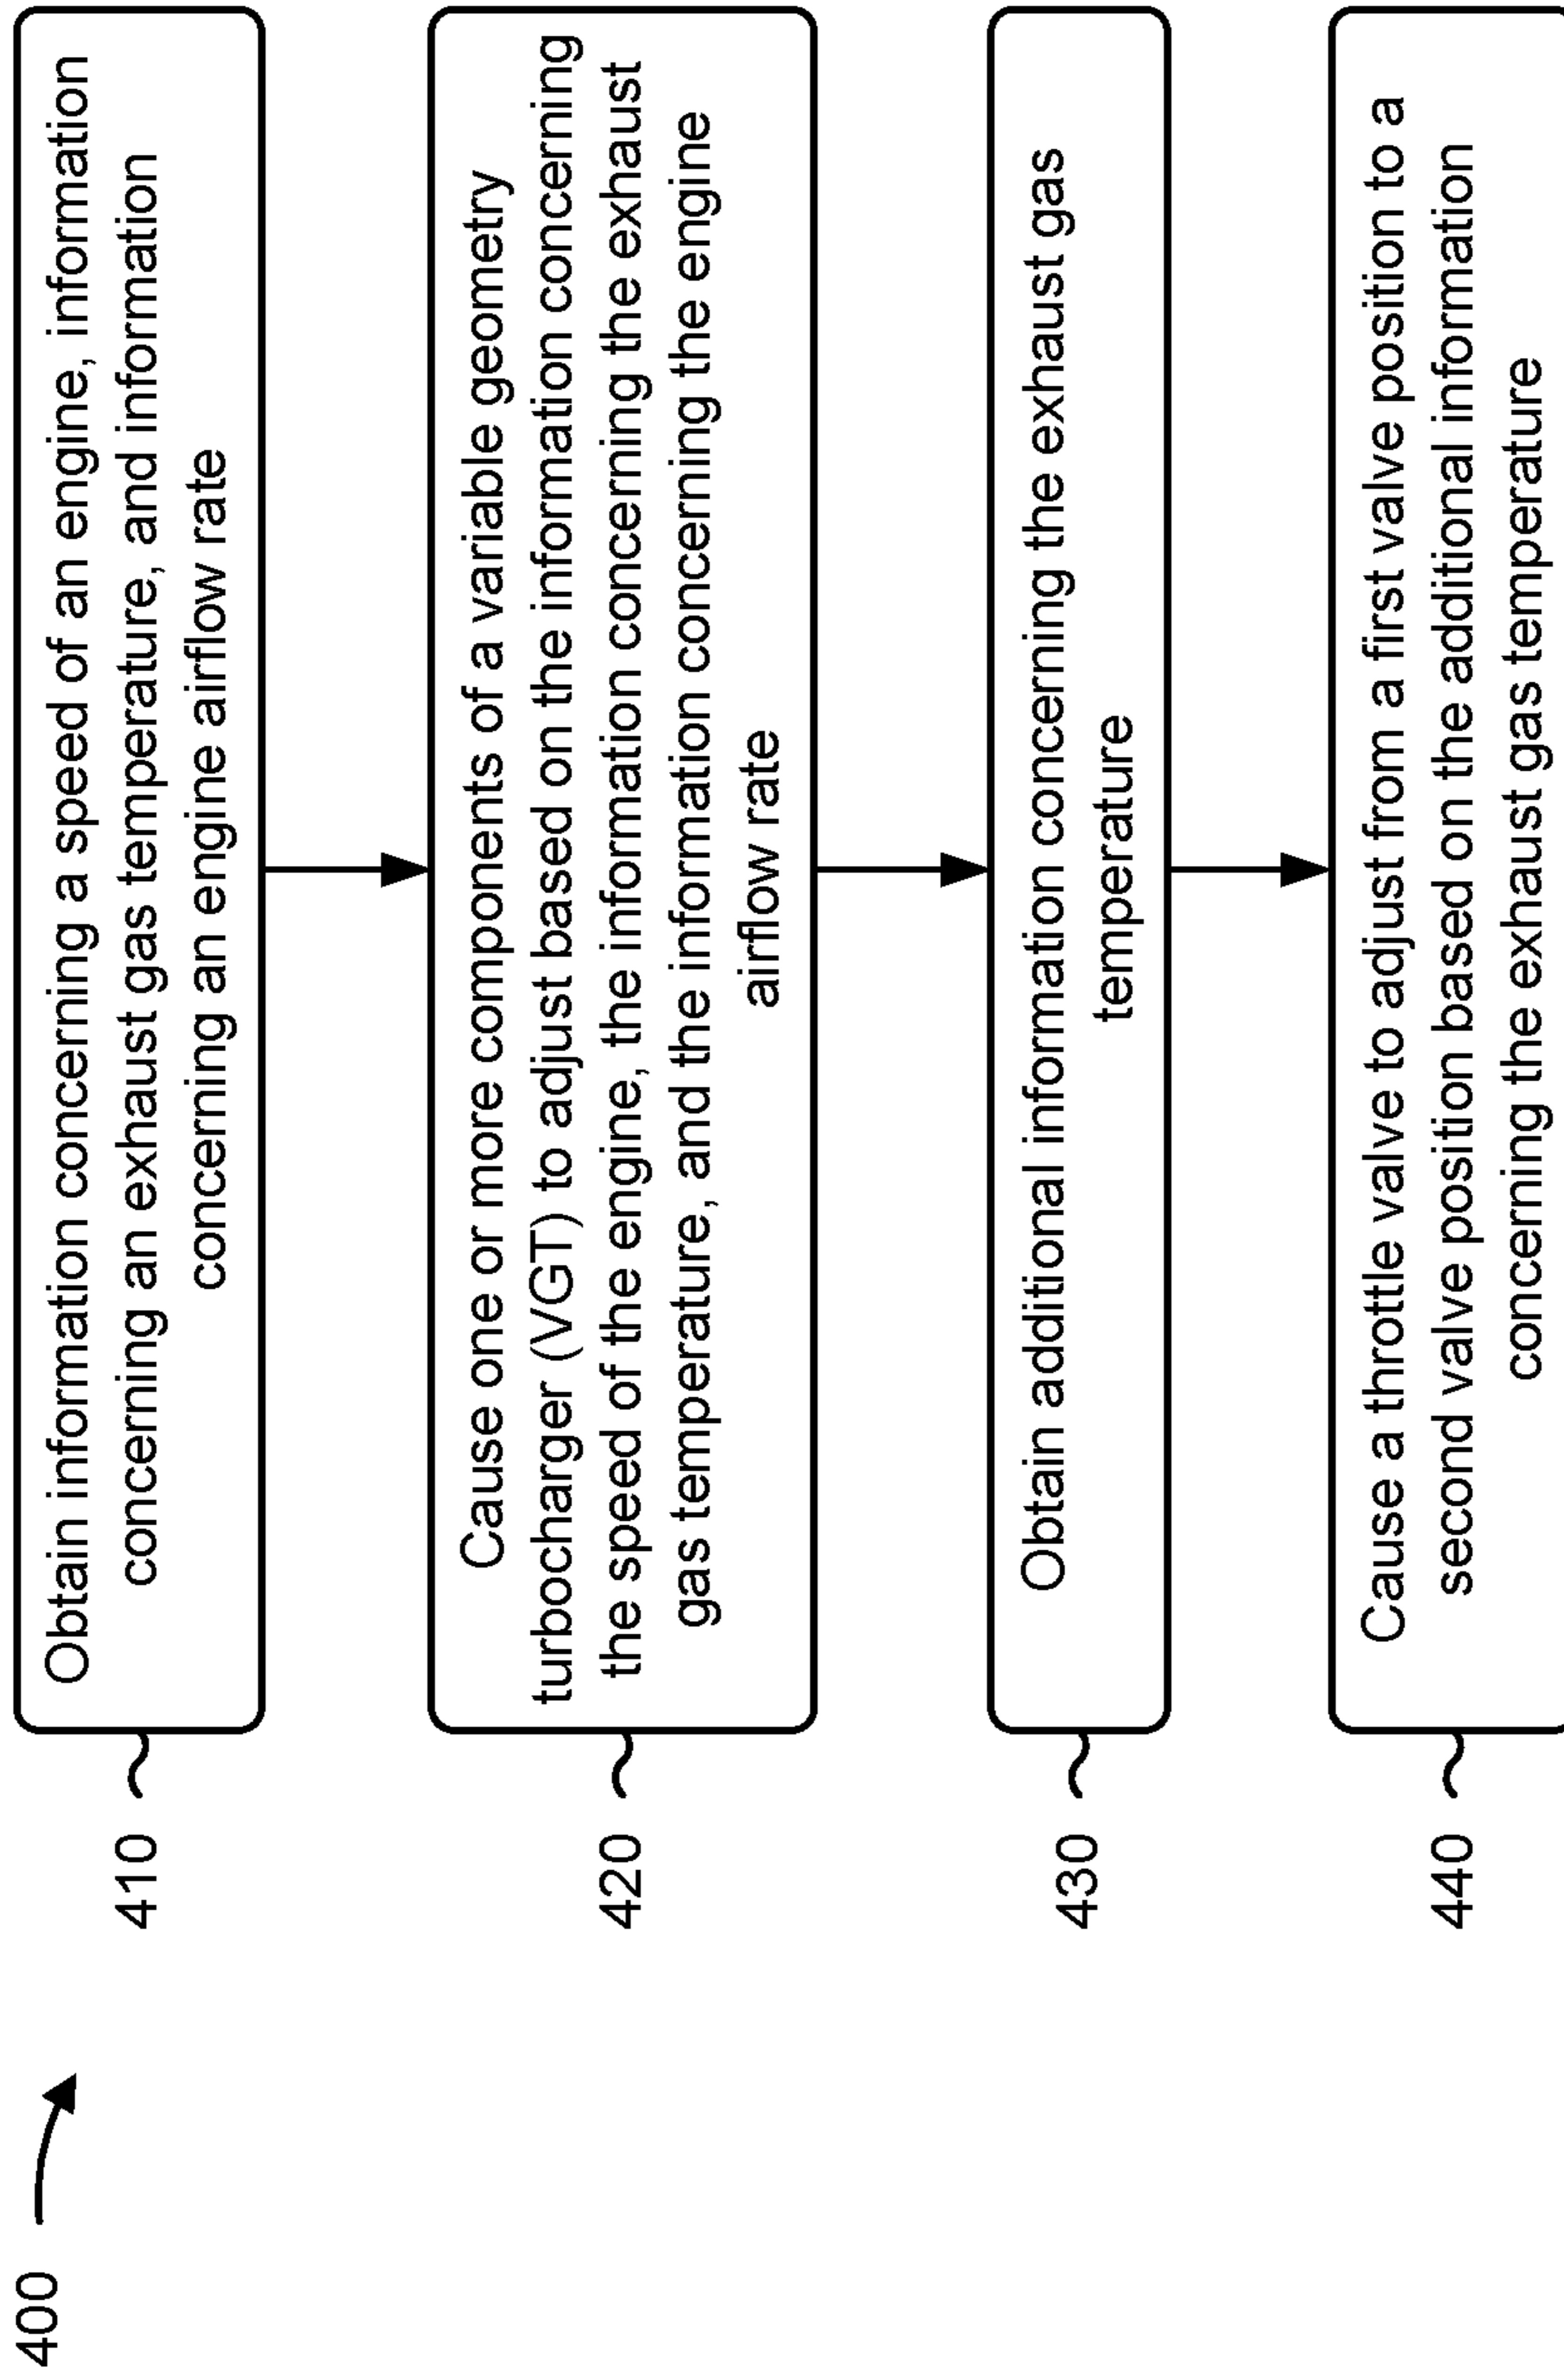 400
410
Obtain information concerning a speed of an engine, information
concerning an exhaust gas temperature, and information
concerning an engine airflow rate
420
Cause one or more components of a variable geometry
turbocharger (VGT) to adjust based on the information concerning
the speed of the engine, the information concerning the exhaust
gas temperature, and the information concerning the engine
airflow rate
430
Obtain additional information concerning the exhaust gas
temperature
440
Cause a throttle valve to adjust from a first valve position to a
second valve position based on the additional information
concerning the exhaust gas temperature